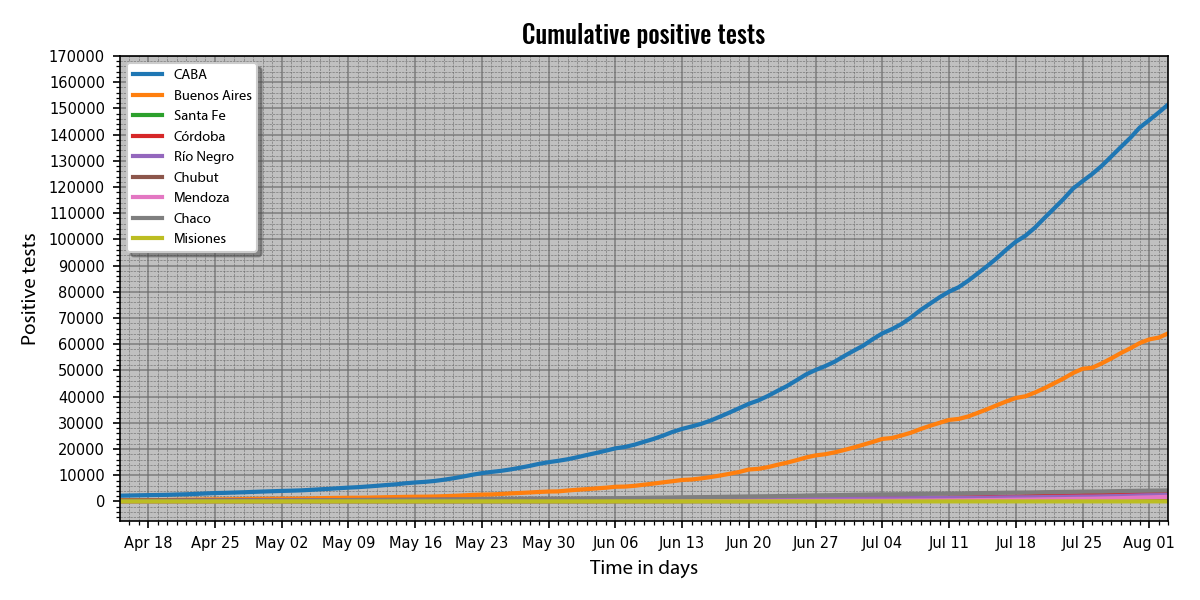 Cumulative positive tests
170000
160000
150000
140000
130000
120000
110000
100000
90000
80000
70000
60000
50000
40000
30000
20000
10000
0
Positive tests
CABA
Buenos Aires
Santa Fe
Córdoba
Río Negro
Chubut
Mendoza
Chaco
Misiones
Apr 18 Apr 25 May 02 May 09 May 16 May 23 May 30 Jun 06 Jun 13 Jun 20 Jun 27 Jul 04 Jul 11 Jul 18 Jul 25 Aug 01
Time in days